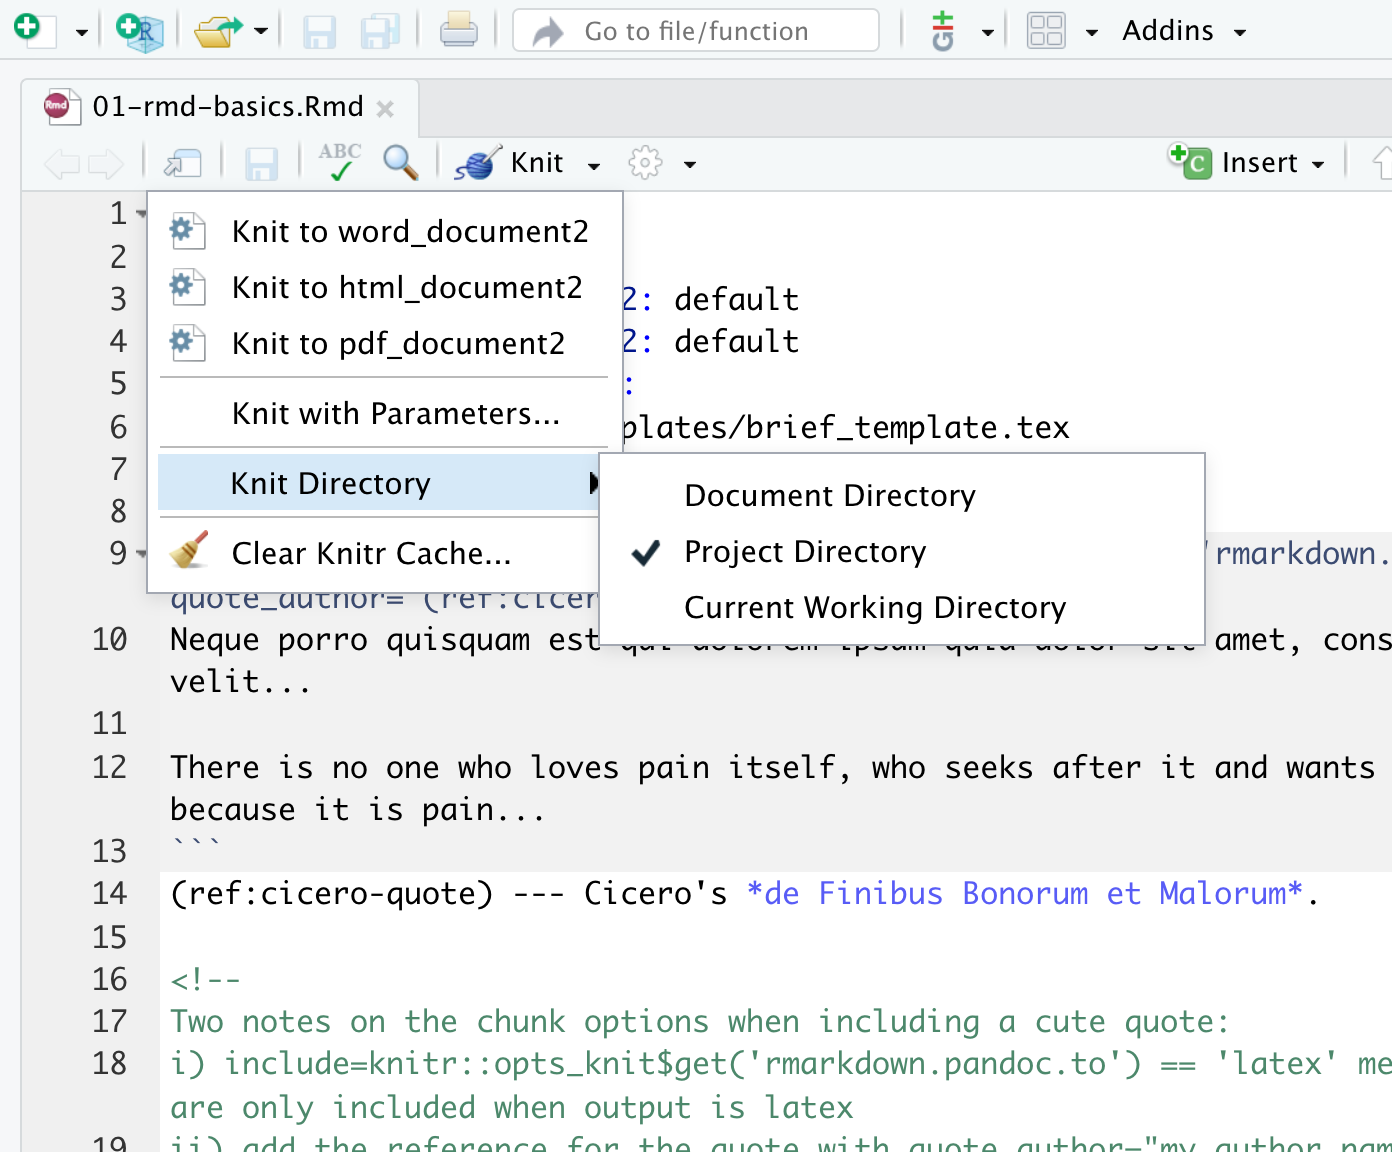 Go to file/function
Addins
01-rmd-basics.Rmd
ABC
Knit
Insert
1
Knit to word_document2
2
Knit to html_document2
3
2: default
4
Knit to pdf_document2
2: default
5
:
6
Knit with Parameters...
plates/brief_template.tex
7
Knit Directory
8
Document Directory
9
Clear Knitr Cache...
Project Directory
'rmarkdown.
Current Working Directory
10 Neque porro quisquam est qui dolorem ipsum quia dolor sit amet, cons
velit...
11
12 There is no one who loves pain itself, who seeks after it and wants
because it is pain...
13 ```
14 (ref:cicero-quote) --- Cicero's *de Finibus Bonorum et Malorum*.
15
16 <!--
17 Two notes on the chunk options when including a cute quote:
18 i) include=knitr::opts_knit$get('rmarkdown.pandoc.to') == 'latex' me
are only included when output is latex
19 ii) add the reference for the quote with quote_author="my author nam